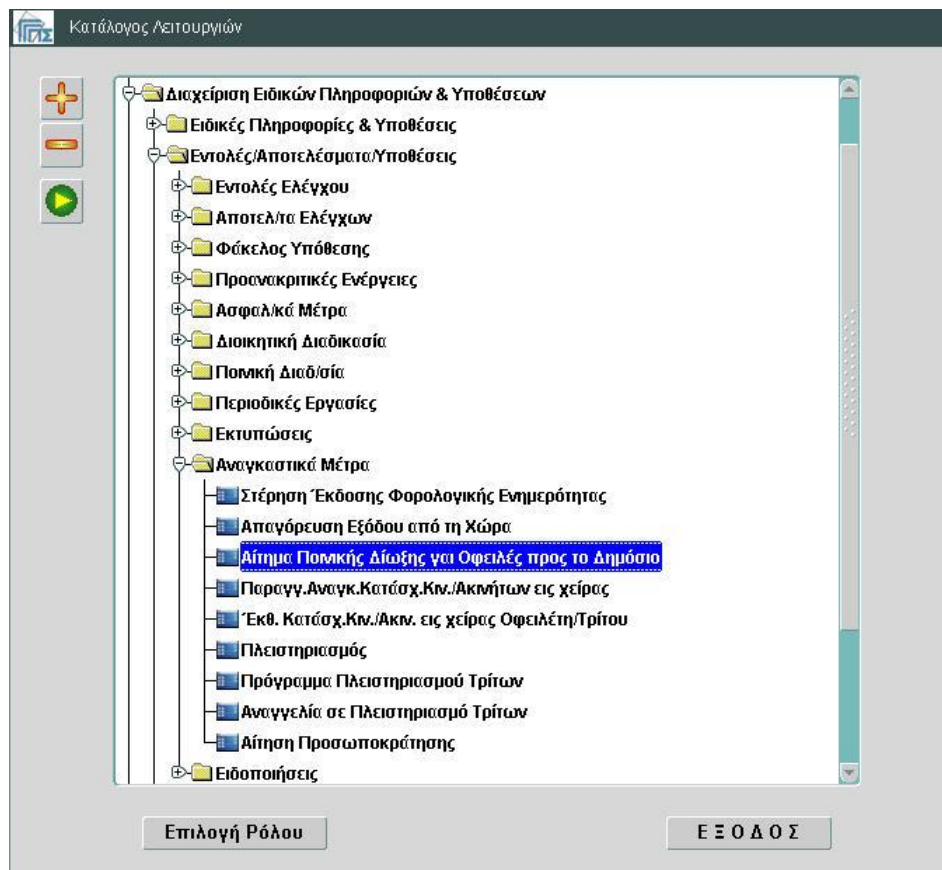 ΓΠΣ
Κατάλογος Λειτουργιών
Διαχείριση Ειδικών Πληροφοριών & Υποθέσεων
Ειδικές Πληροφορίες & Υποθέσεις
Εντολές/Αποτελέσματα/Υποθέσεις
Εντολές Ελέγχου
Αποτελ/τα Ελέγχων
Φάκελος Υπόθεσης
Προανακριτικές Ενέργειες
Ασφαλ/κά Μέτρα
Διοικητική Διαδικασία
Ποινική Διαδ/σία
Περιοδικές Εργασίες
Εκτυπώσεις
Αναγκαστικά Μέτρα
Στέρηση Έκδοσης Φορολογικής Ενημερότητας
Απαγόρευση Εξόδου από τη Χώρα
Αίτημα Ποινικής Δίωξης γαι Οφειλές προς το Δημόσιο
Παραγγ.Αναγκ.Κατάσχ.Κιν./Ακινήτων εις χείρας
Έκθ. Κατάσχ.Κιν./Ακιν. εις χείρας Οφειλέτη/Τρίτου
Πλειστηριασμός
Πρόγραμμα Πλειστηριασμού Τρίτων
Αναγγελία σε Πλειστηριασμό Τρίτων
Αίτηση Προσωποκράτησης
Ειδοποιήσεις
Επιλογή Ρόλου
Ε Ξ Ο Δ Ο Σ